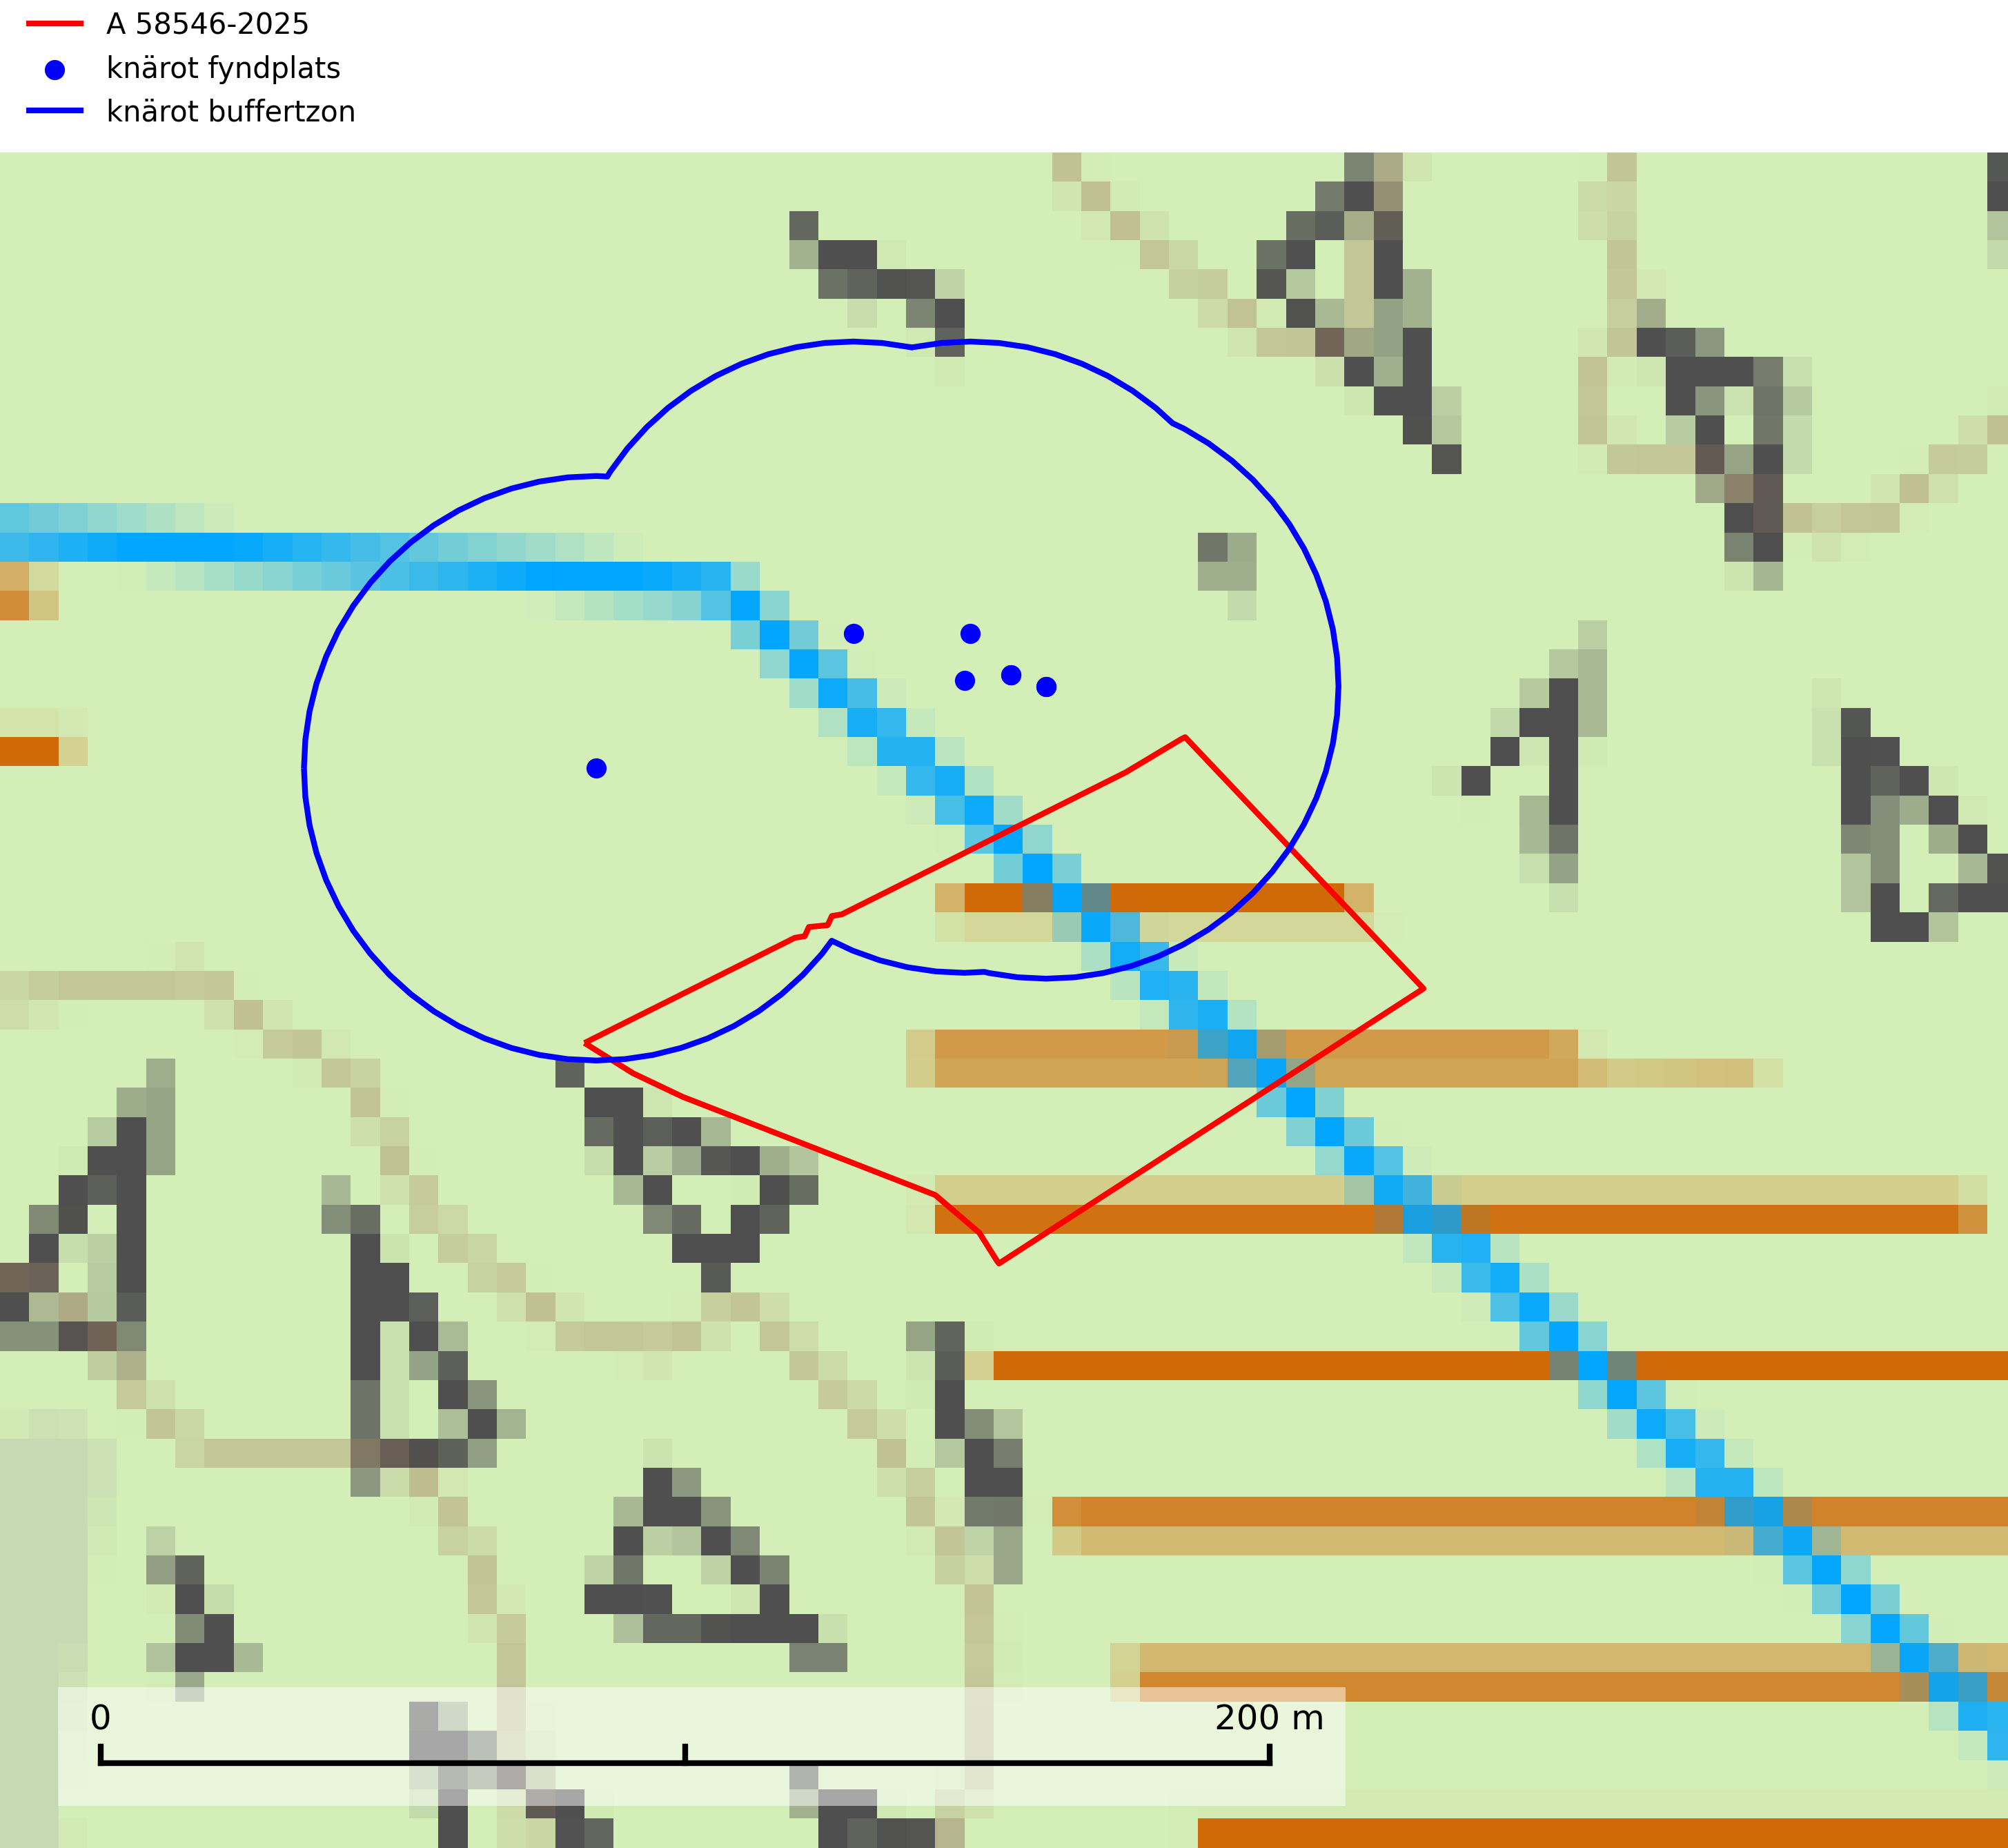 A 58546-2025
knärot fyndplats
knärot buffertzon
0 200 m